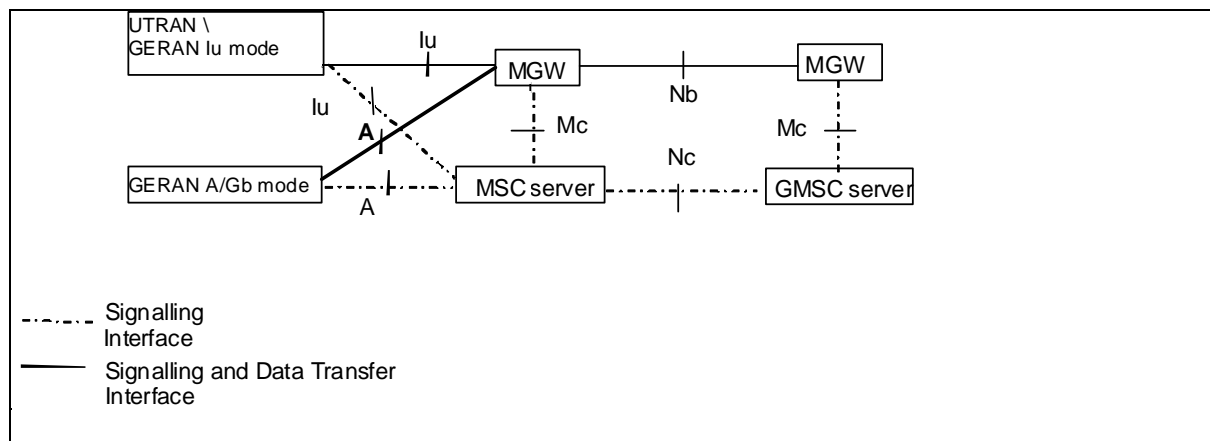 UTRAN \
GERAN Iu mode
Iu
MGW
MGW
Nb
Iu
A
Mc
Mc
Nc
GERAN A/Gb mode
MSC server
GMSC server
A
Signalling
Interface
Signalling and Data Transfer
Interface